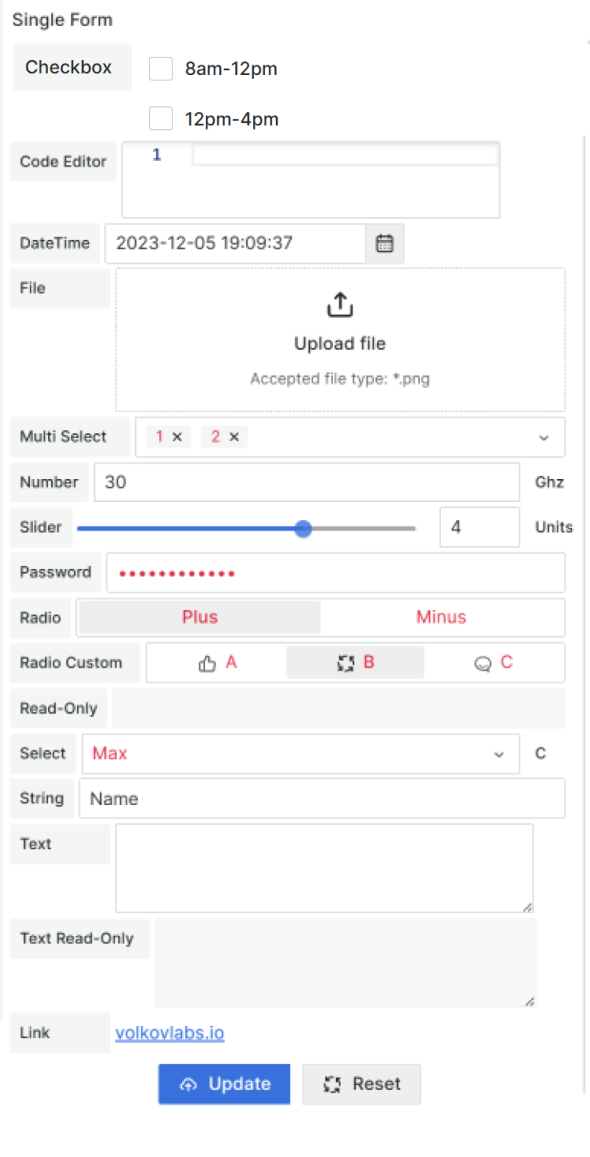 Single Form
Checkbox 8am-12pm
12pm-4pm
Code Editor 1
DateTime 2023-12-05 19:09:37
File
Upload file
Accepted file type: *.png
Multi Select 1 × 2 ×
Number 30 Ghz
Slider 4 Units
Password ••••••••••••
Radio Plus Minus
Radio Custom A B C
Read-Only
Select Max C
String Name
Text
Text Read-Only
Link volkovlabs.io
Update Reset